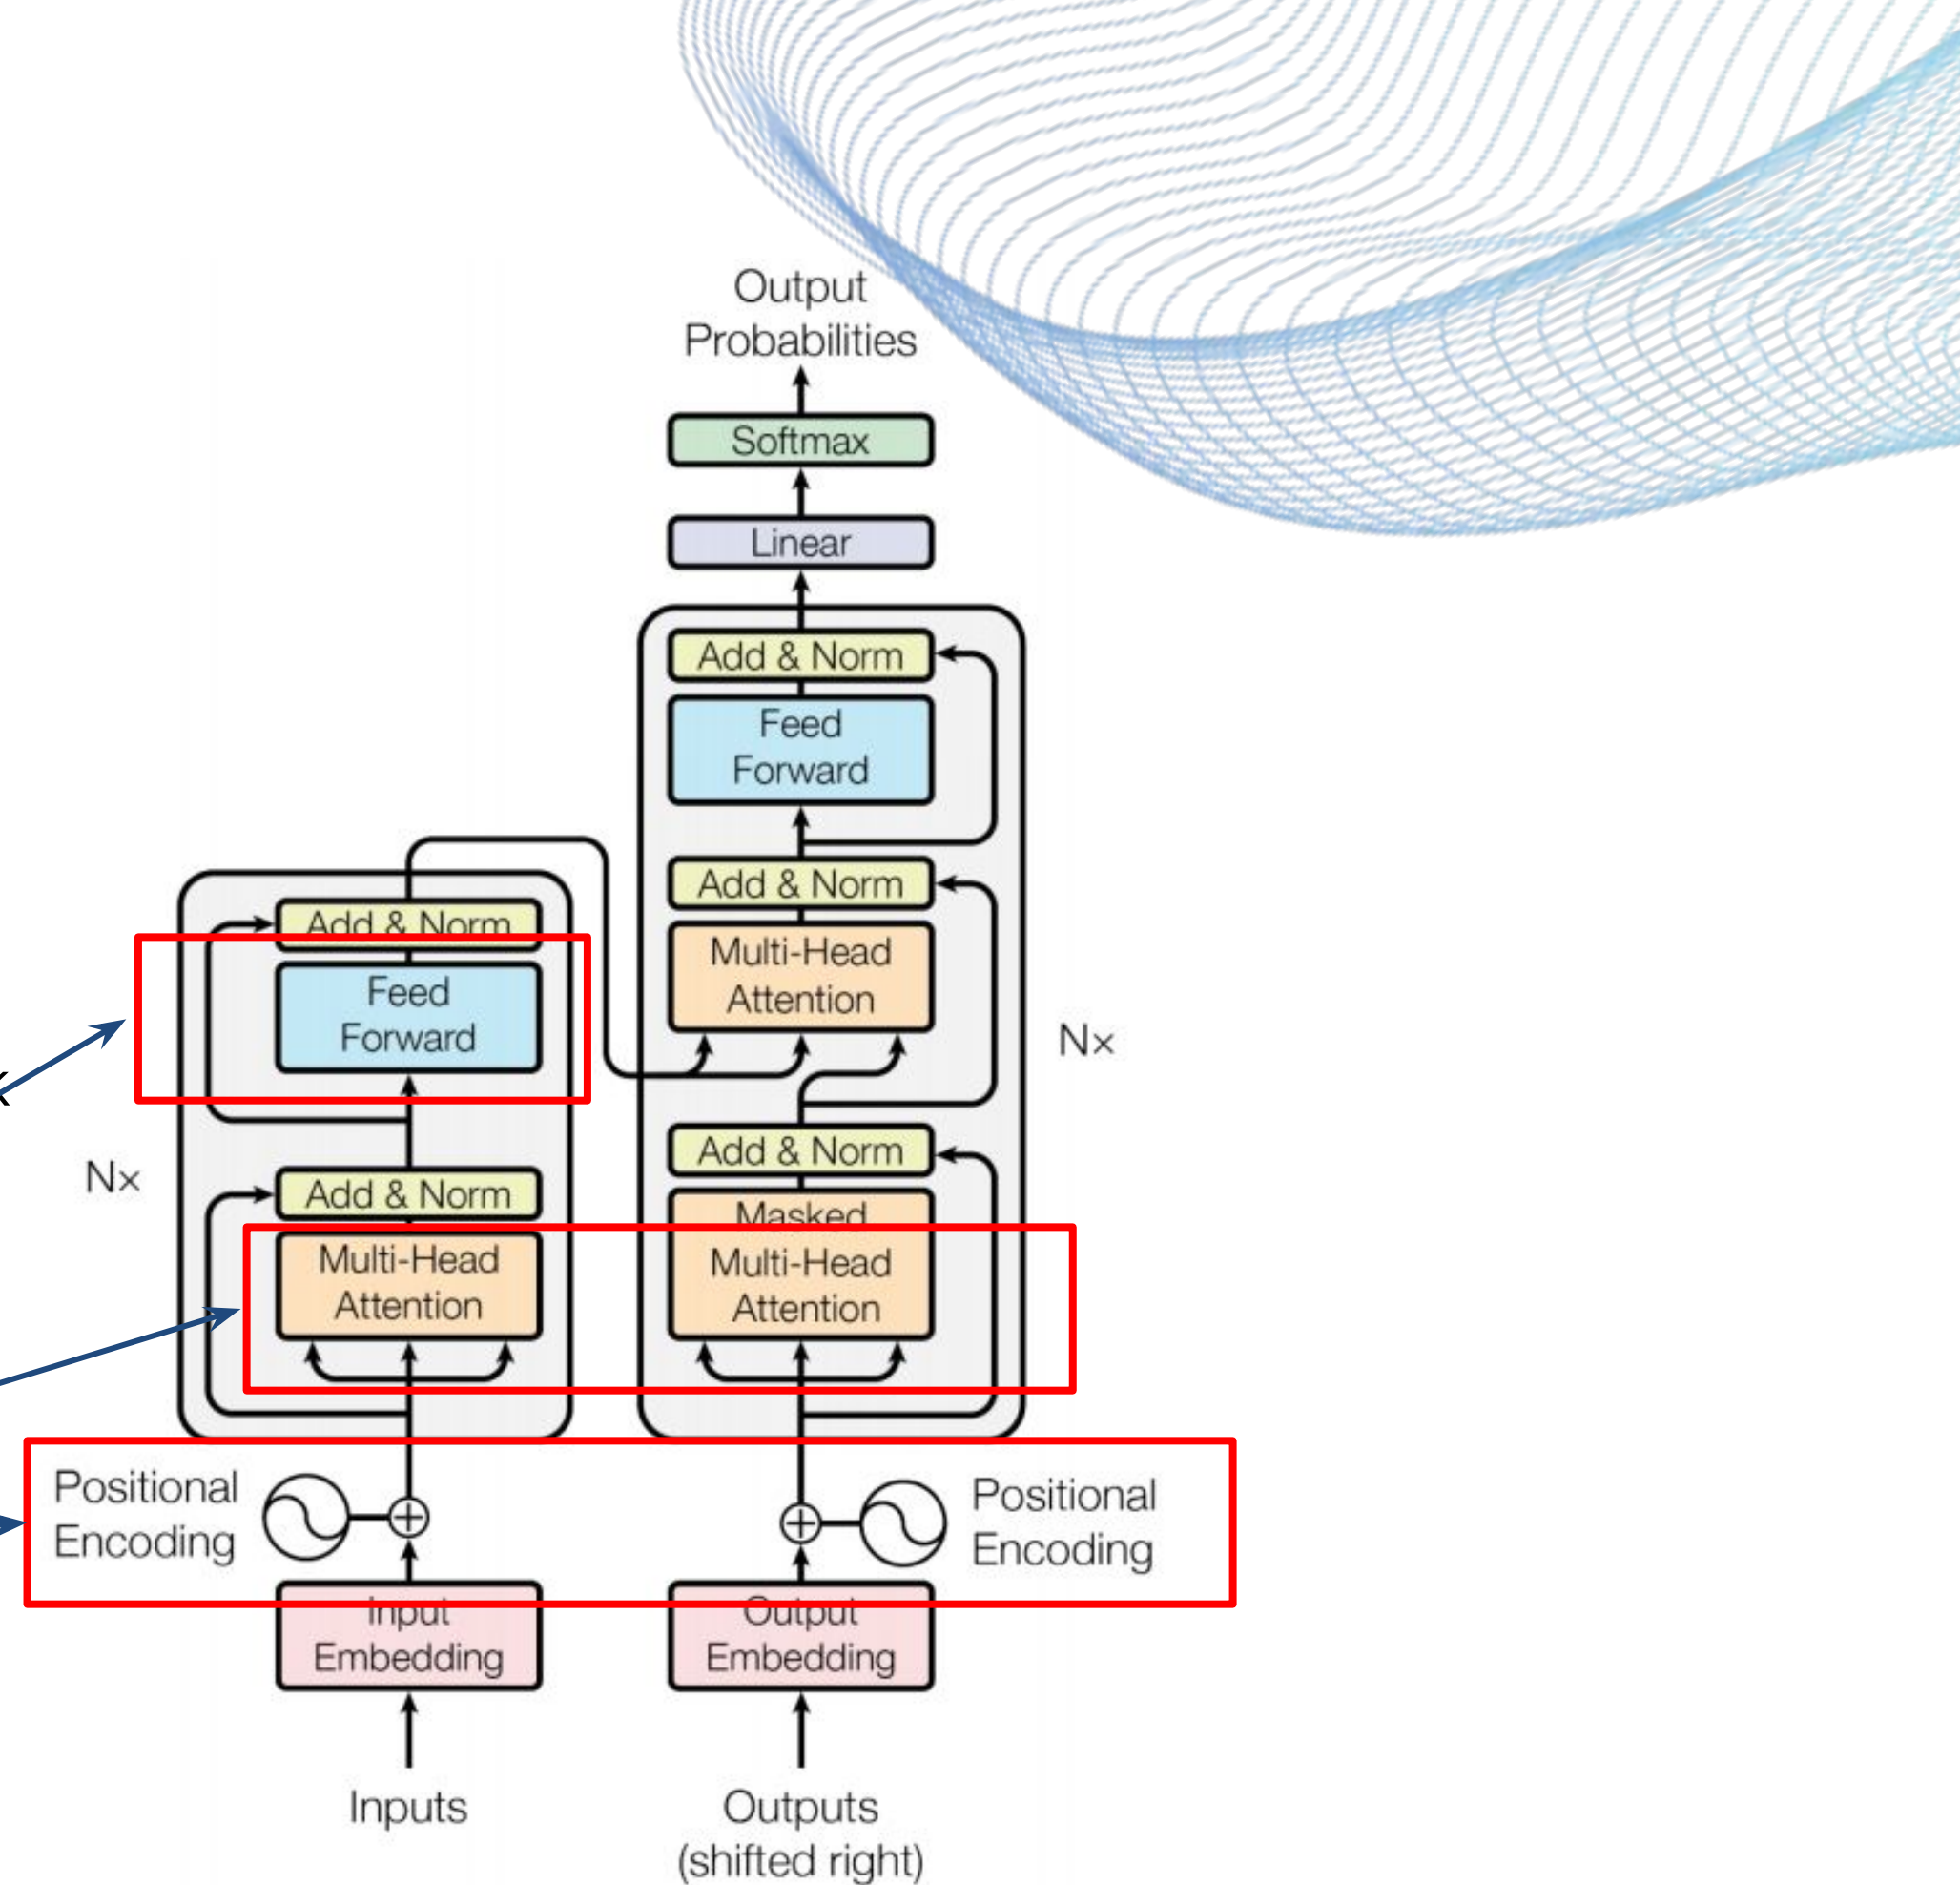 Output
Probabilities
Softmax
Linear
Add & Norm
Feed
Forward
Add & Norm
Multi-Head
Attention
Nx
Add & Norm
Masked
Multi-Head
Attention
Add & Norm
Feed
Forward
k
Nx
Add & Norm
Multi-Head
Attention
Positional
Encoding
Positional
Encoding
Input
Embedding
Output
Embedding
Inputs
Outputs
(shifted right)